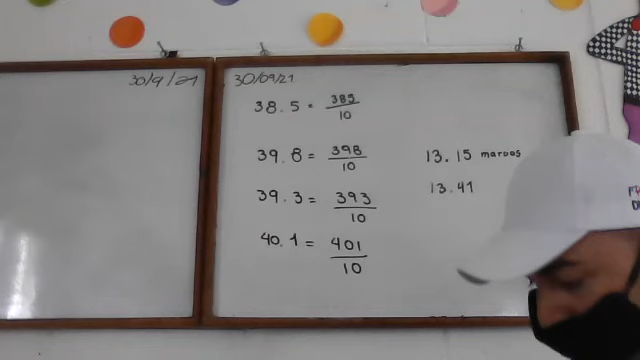 30/9/21
30/09/21
38.5 = 385/10
39.8 = 398/10
39.3 = 393/10
40.1 = 401/10
13.15 marcos
13.41